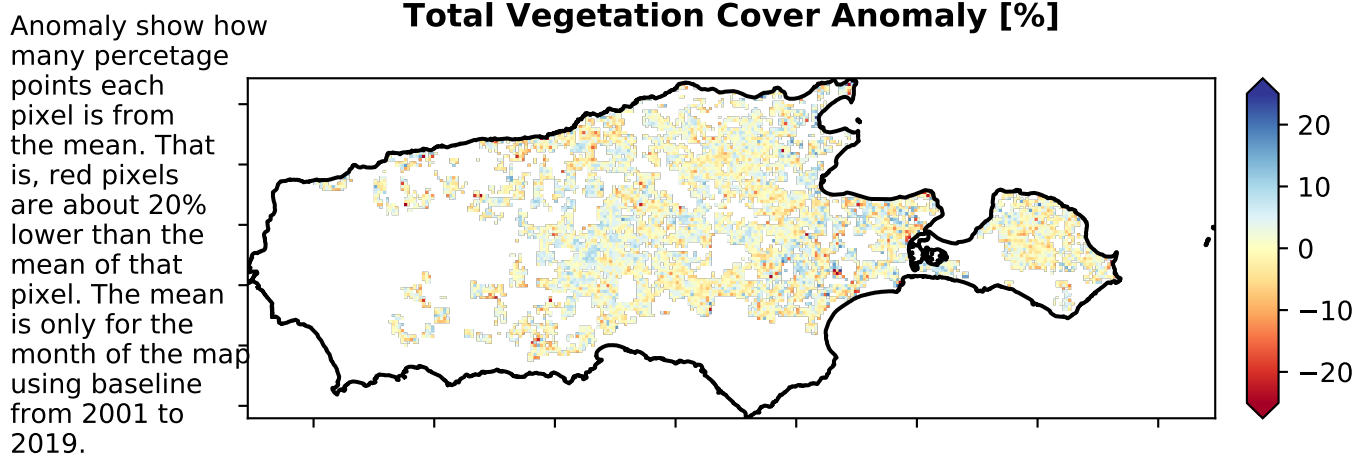 Total Vegetation Cover Anomaly [%]
Anomaly show how
many percetage
points each
pixel is from
the mean. That
is, red pixels
are about 20%
lower than the
mean of that
pixel. The mean
is only for the
month of the map
using baseline
from 2001 to
2019.
20
10
0
−10
−20